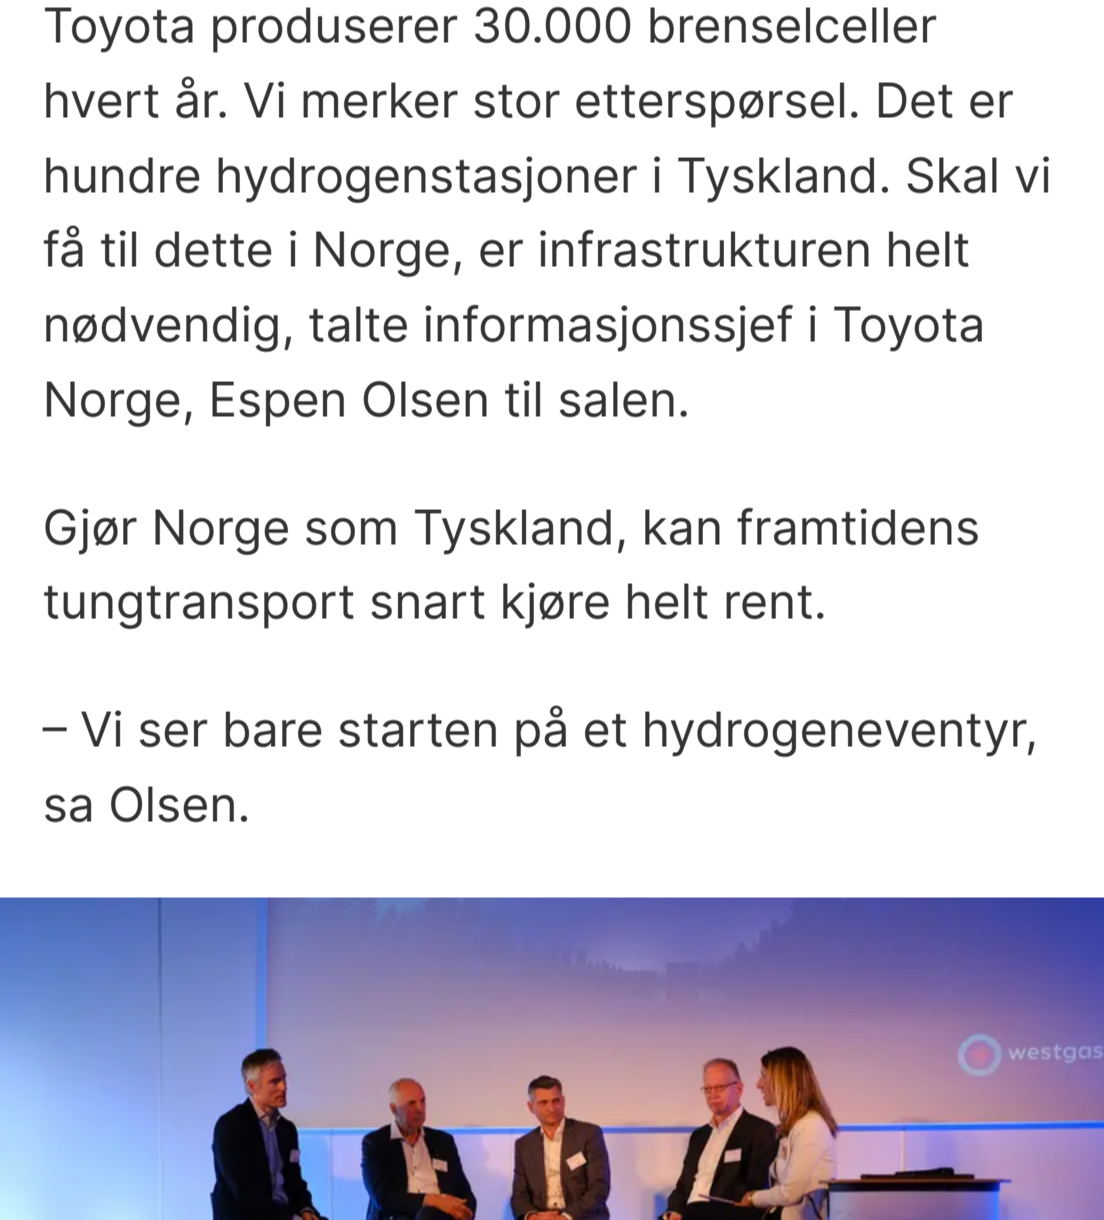 Toyota produserer 30.000 brenselceller
hvert år. Vi merker stor etterspørsel. Det er
hundre hydrogenstasjoner i Tyskland. Skal vi
få til dette i Norge, er infrastrukturen helt
nødvendig, talte informasjonssjef i Toyota
Norge, Espen Olsen til salen.
Gjør Norge som Tyskland, kan framtidens
tungtransport snart kjøre helt rent.
– Vi ser bare starten på et hydrogeneventyr,
sa Olsen.
westgas